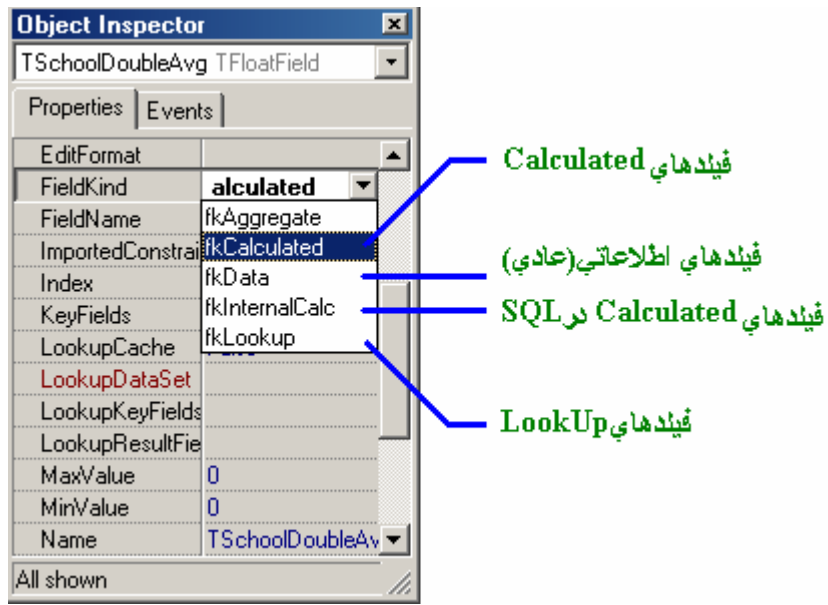 Object Inspector
TSchoolDoubleAvg TFloatField
Properties Events
EditFormat
FieldKind alculated
FieldName
ImportedConstrai
Index
KeyFields
LookupCache
LookupDataSet
LookupKeyFields
LookupResultFie
MaxValue 0
MinValue 0
Name TSchoolDoubleAv
All shown
fkAggregate
fkCalculated
fkData
fkInternalCalc
fkLookup
فيلدهاي Calculated
فيلدهاي اطلاعاتي(عادي)
فيلدهاي Calculated در SQL
فيلدهاي LookUp